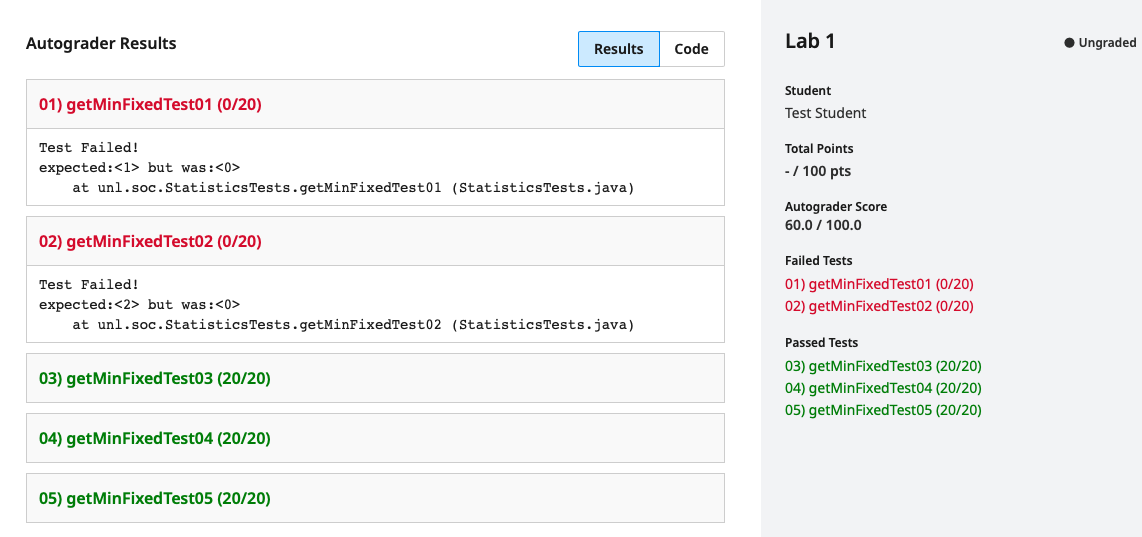 Autograder Results
Results
Code
01) getMinFixedTest01 (0/20)
Test Failed!
expected:<1> but was:<0>
    at unl.soc.StatisticsTests.getMinFixedTest01 (StatisticsTests.java)
02) getMinFixedTest02 (0/20)
Test Failed!
expected:<2> but was:<0>
    at unl.soc.StatisticsTests.getMinFixedTest02 (StatisticsTests.java)
03) getMinFixedTest03 (20/20)
04) getMinFixedTest04 (20/20)
05) getMinFixedTest05 (20/20)
Lab 1
Ungraded
Student
Test Student
Total Points
- / 100 pts
Autograder Score
60.0 / 100.0
Failed Tests
01) getMinFixedTest01 (0/20)
02) getMinFixedTest02 (0/20)
Passed Tests
03) getMinFixedTest03 (20/20)
04) getMinFixedTest04 (20/20)
05) getMinFixedTest05 (20/20)